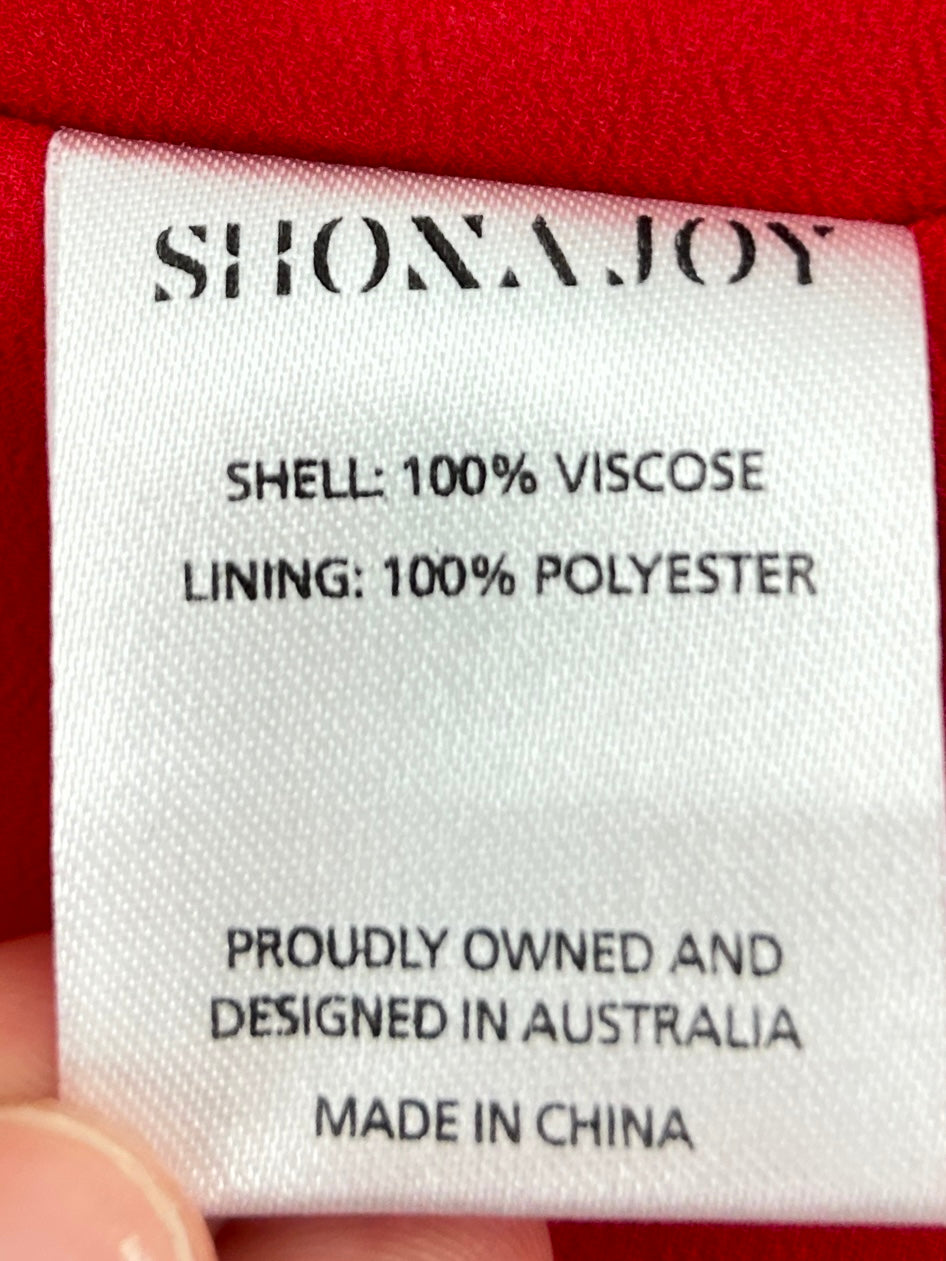 SHONA JOY
SHELL: 100% VISCOSE
LINING: 100% POLYESTER
PROUDLY OWNED AND
DESIGNED IN AUSTRALIA
MADE IN CHINA